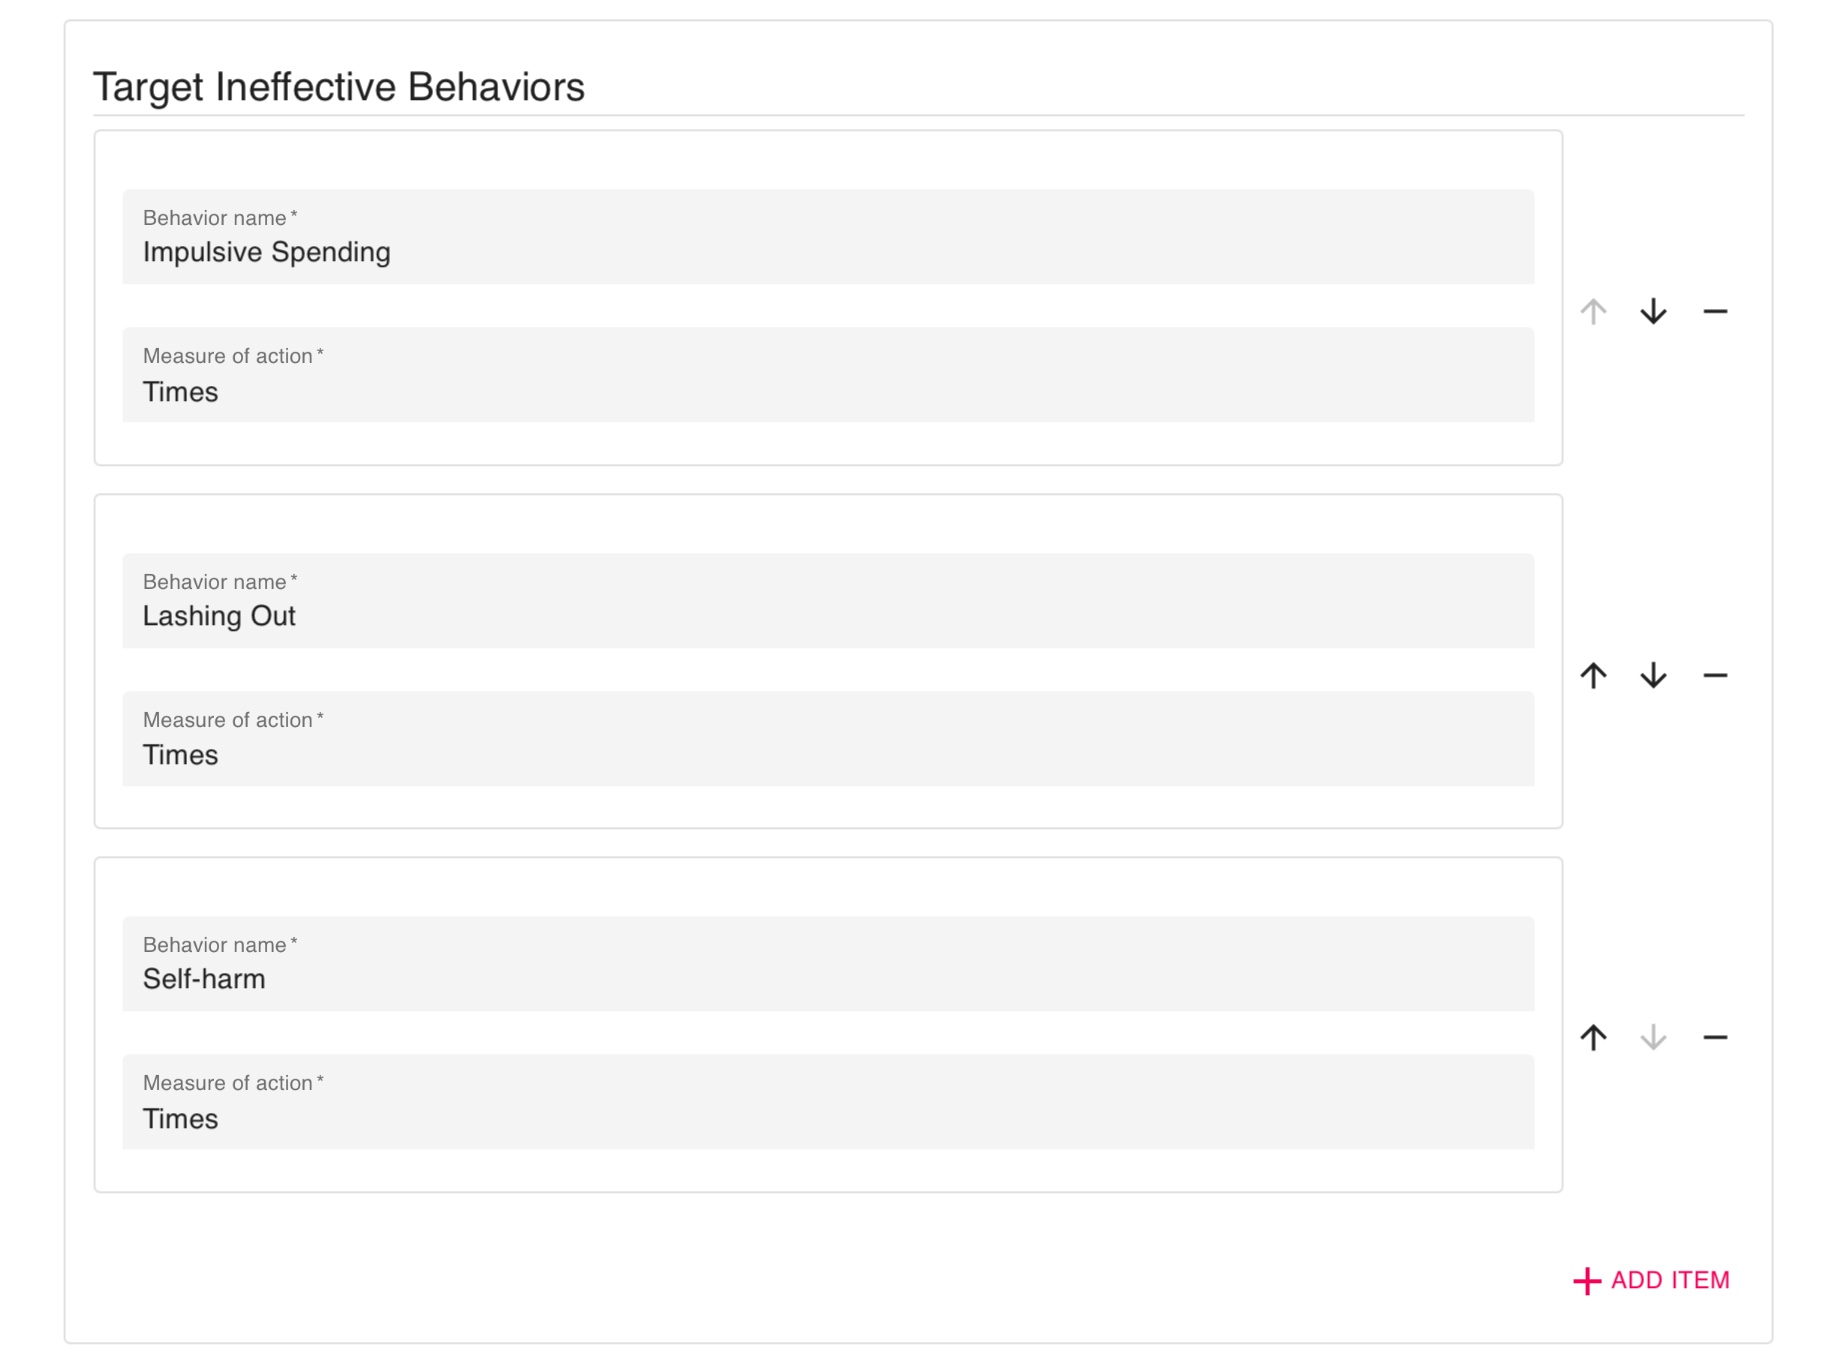 Target Ineffective Behaviors
Behavior name *
Impulsive Spending
Measure of action *
Times
Behavior name *
Lashing Out
Measure of action *
Times
Behavior name *
Self-harm
Measure of action *
Times
ADD ITEM